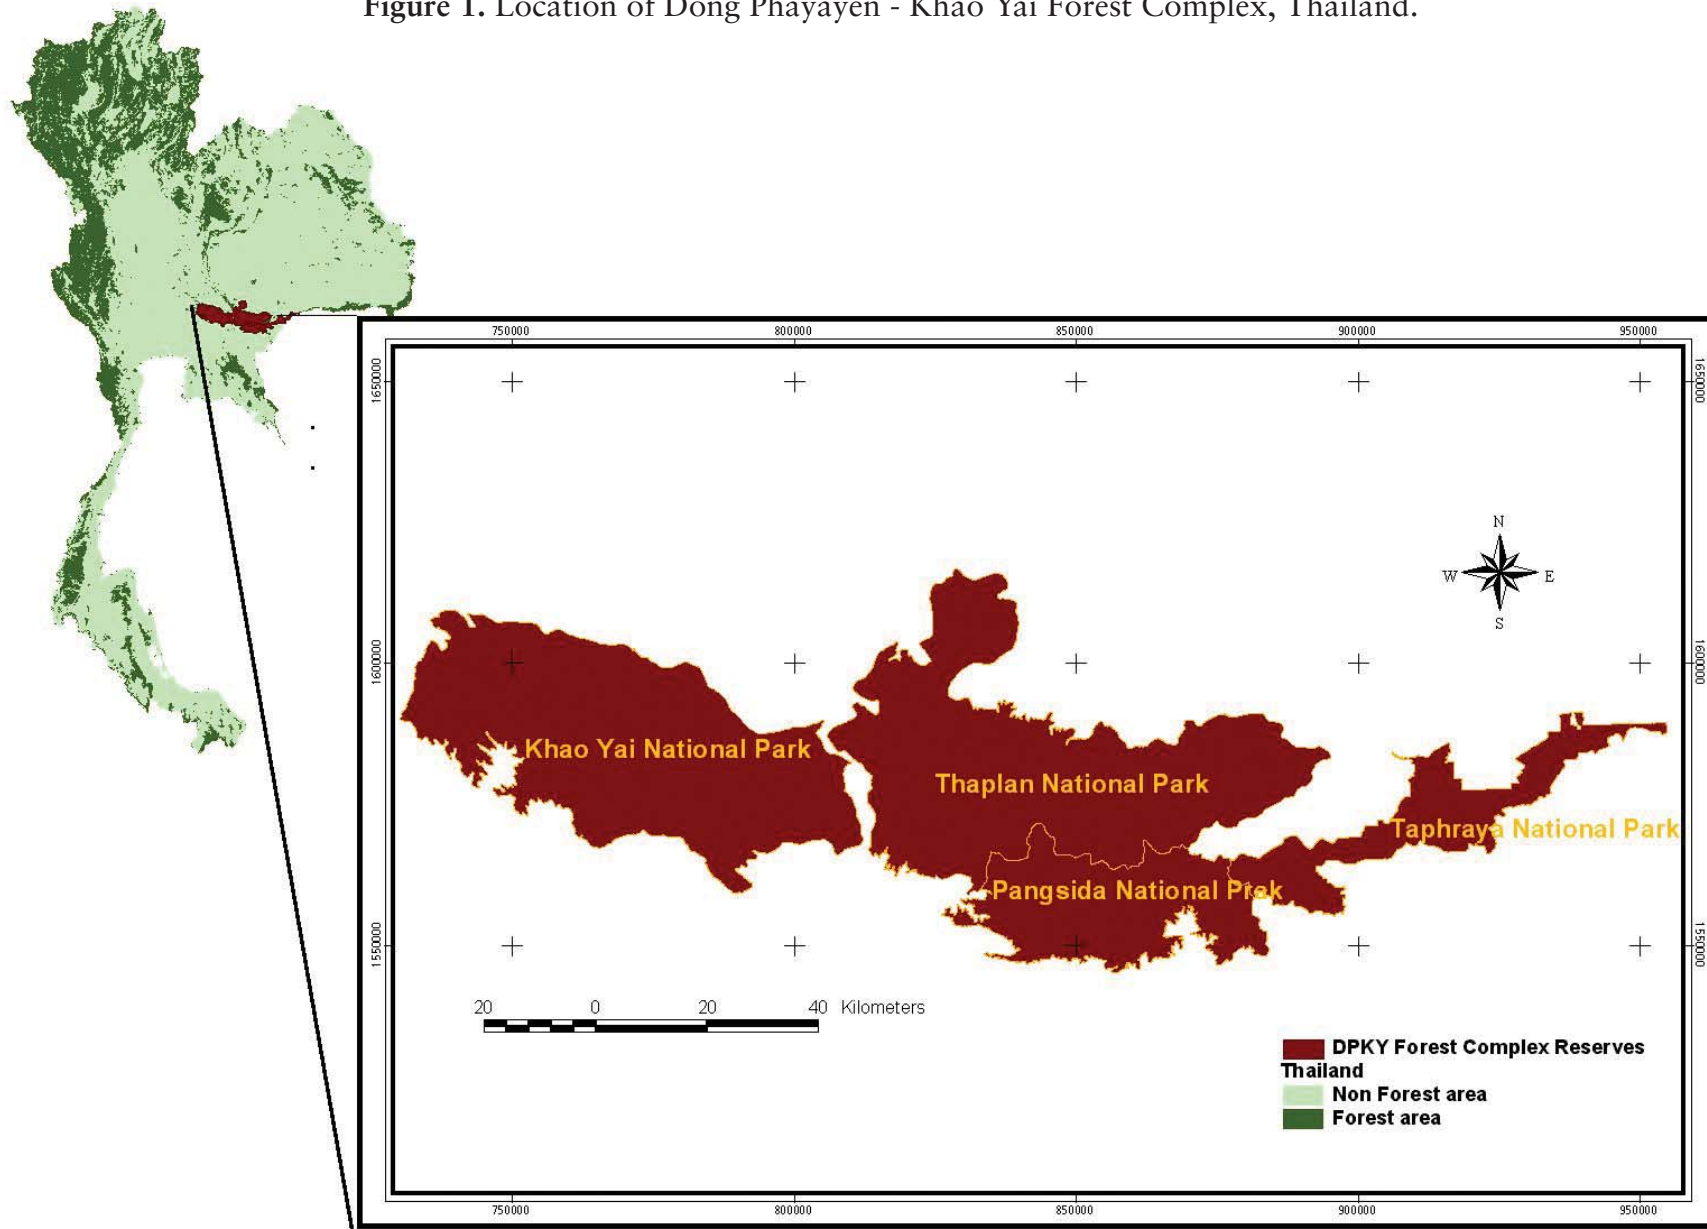 Figure 1. Location of Dong Phayayen - Khao Yai Forest Complex, Thailand.
750000 800000 850000 900000 950000
1650000 1650000
N
W E
S
1600000 1600000
Khao Yai National Park
Thaplan National Park
Taphraya National Park
Pangsida National Prak
1550000 1550000
20 0 20 40 Kilometers
DPKY Forest Complex Reserves
Thailand
Non Forest area
Forest area
750000 800000 850000 900000 950000